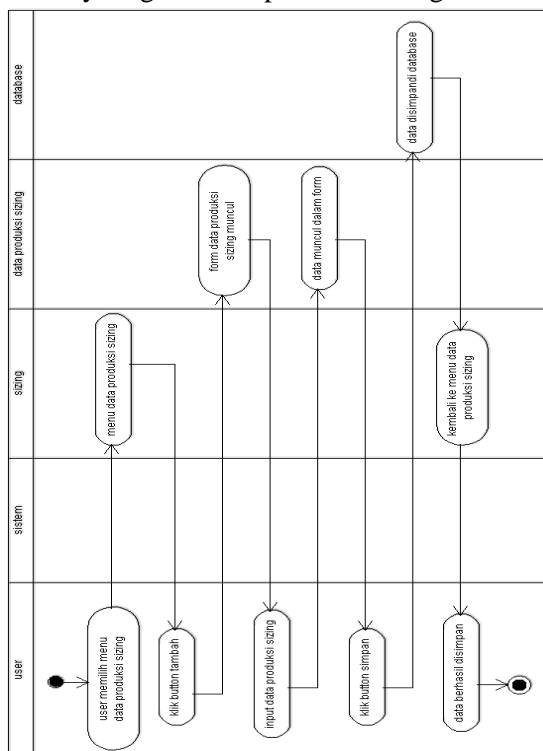 user
sistem
sizing
data produksi sizing
database
user memilih menu
data produksi sizing
menu data produksi sizing
klik button tambah
form data produksi
sizing muncul
input data produksi sizing
data muncul dalam form
klik button simpan
data disimpandi database
kembali ke menu data
produksi sizing
data berhasil disimpan